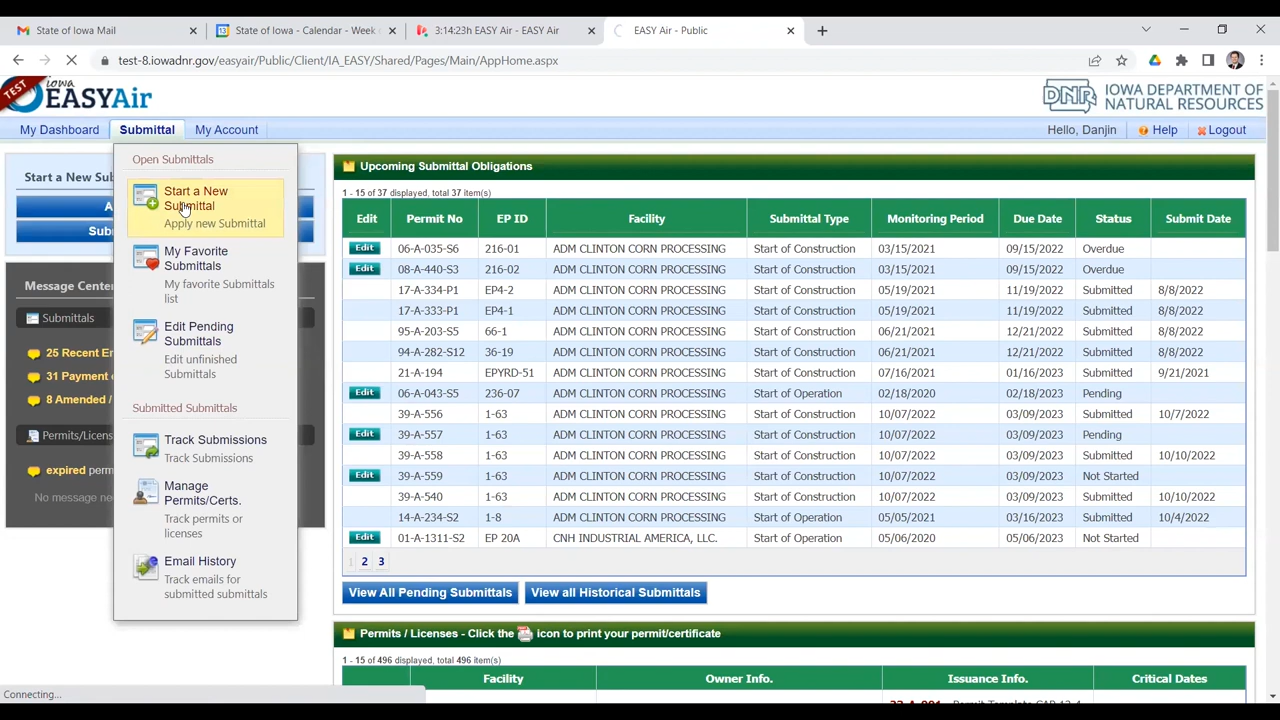 State of Iowa Mail
State of Iowa - Calendar - Week
3:14:23h EASY Air - EASY Air
EASY Air - Public
test-8.iowadnr.gov/easyair/Public/Client/IA_EASY/Shared/Pages/Main/AppHome.aspx
TEST
iowa
EASYAir
DNR IOWA DEPARTMENT OF
NATURAL RESOURCES
My Dashboard Submittal My Account
Hello, Danjin Help Logout
Start a New Sub
A
Subm
Message Center
Submittals
25 Recent En
31 Payment
8 Amended /
Permits/Licens
expired perm
No message ne
Open Submittals
Start a New
Submittal
Apply new Submittal
My Favorite
Submittals
My favorite Submittals
list
Edit Pending
Submittals
Edit unfinished
Submittals
Submitted Submittals
Track Submissions
Track Submissions
Manage
Permits/Certs.
Track permits or
licenses
Email History
Track emails for
submitted submittals
Upcoming Submittal Obligations
1 - 15 of 37 displayed, total 37 item(s)
Edit Permit No EP ID Facility Submittal Type Monitoring Period Due Date Status Submit Date
Edit 06-A-035-S6 216-01 ADM CLINTON CORN PROCESSING Start of Construction 03/15/2021 09/15/2022 Overdue
Edit 08-A-440-S3 216-02 ADM CLINTON CORN PROCESSING Start of Construction 03/15/2021 09/15/2022 Overdue
17-A-334-P1 EP4-2 ADM CLINTON CORN PROCESSING Start of Construction 05/19/2021 11/19/2022 Submitted 8/8/2022
17-A-333-P1 EP4-1 ADM CLINTON CORN PROCESSING Start of Construction 05/19/2021 11/19/2022 Submitted 8/8/2022
95-A-203-S5 66-1 ADM CLINTON CORN PROCESSING Start of Construction 06/21/2021 12/21/2022 Submitted 8/8/2022
94-A-282-S12 36-19 ADM CLINTON CORN PROCESSING Start of Construction 06/21/2021 12/21/2022 Submitted 8/8/2022
21-A-194 EPYRD-51 ADM CLINTON CORN PROCESSING Start of Construction 07/16/2021 01/16/2023 Submitted 9/21/2021
Edit 06-A-043-S5 236-07 ADM CLINTON CORN PROCESSING Start of Operation 02/18/2020 02/18/2023 Pending
39-A-556 1-63 ADM CLINTON CORN PROCESSING Start of Construction 10/07/2022 03/09/2023 Submitted 10/7/2022
Edit 39-A-557 1-63 ADM CLINTON CORN PROCESSING Start of Construction 10/07/2022 03/09/2023 Pending
39-A-558 1-63 ADM CLINTON CORN PROCESSING Start of Construction 10/07/2022 03/09/2023 Submitted 10/10/2022
Edit 39-A-559 1-63 ADM CLINTON CORN PROCESSING Start of Construction 10/07/2022 03/09/2023 Not Started
39-A-540 1-63 ADM CLINTON CORN PROCESSING Start of Construction 10/07/2022 03/09/2023 Submitted 10/10/2022
14-A-234-S2 1-8 ADM CLINTON CORN PROCESSING Start of Operation 05/05/2021 03/16/2023 Submitted 10/4/2022
Edit 01-A-1311-S2 EP 20A CNH INDUSTRIAL AMERICA, LLC. Start of Operation 05/06/2020 05/06/2023 Not Started
1 2 3
View All Pending Submittals View all Historical Submittals
Permits / Licenses - Click the icon to print your permit/certificate
1 - 15 of 496 displayed, total 496 item(s)
Facility Owner Info. Issuance Info. Critical Dates
Connecting...